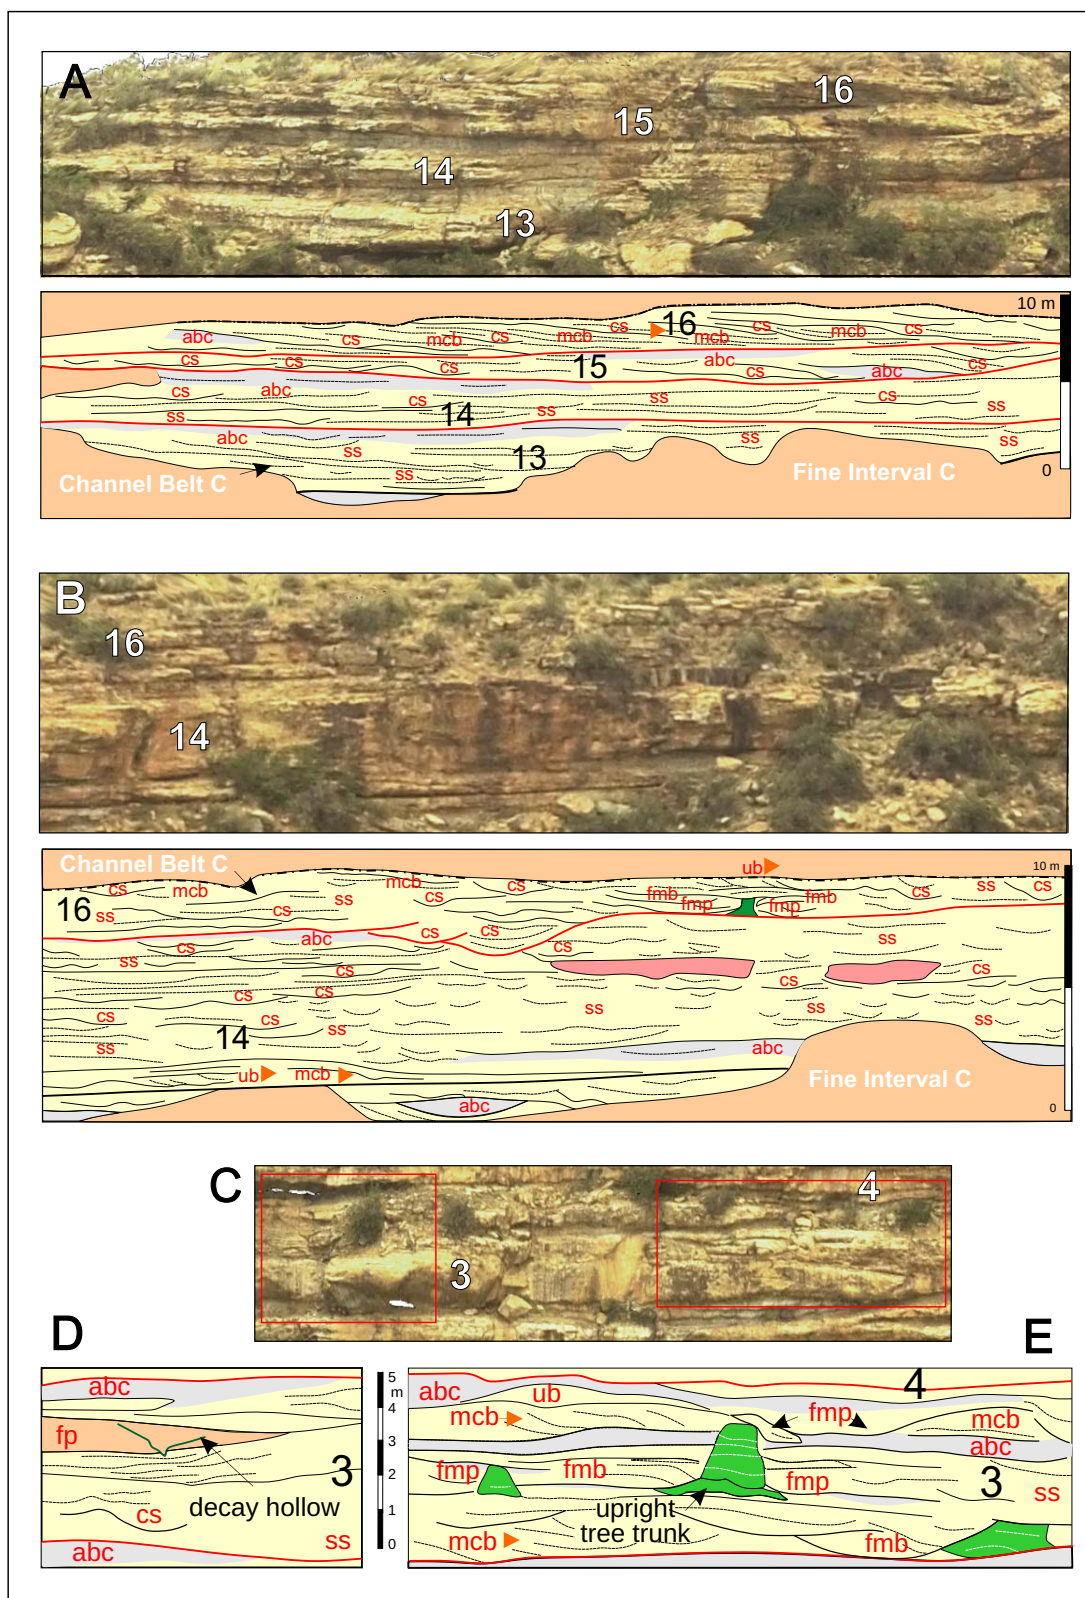 A
16
15
14
13
10 m
abc cs mcb cs mcb cs 16 mcb cs mcb cs
cs cs cs 15 abc cs abc cs
cs abc cs 14 ss ss cs ss
ss
abc ss ss 13 ss ss
Channel Belt C
Fine Interval C
0
B
16
14
Channel Belt C
ub
10 m
cs mcb ss mcb cs cs fmb fmp fmp fmb cs ss cs
16 ss cs
abc cs cs cs ss
ss cs cs cs cs
cs cs ss ss ss
cs cs ss
ss 14 abc
ub mcb
Fine Interval C
abc
0
C
4
3
D
E
abc
fp
3
decay hollow
cs
ss
abc
5
m
4
3
2
1
0
abc ub 4
mcb fmp mcb
abc
fmp fmb fmp 3 ss
upright
tree trunk
mcb fmb